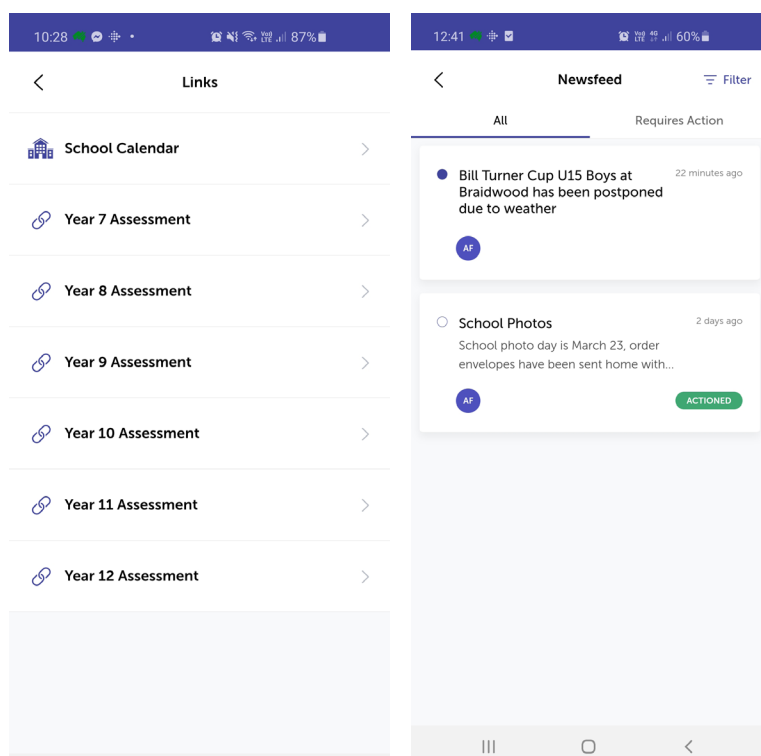 10:28
87%
Links
School Calendar
Year 7 Assessment
Year 8 Assessment
Year 9 Assessment
Year 10 Assessment
Year 11 Assessment
Year 12 Assessment
12:41
60%
Newsfeed
Filter
All
Requires Action
Bill Turner Cup U15 Boys at
22 minutes ago
Braidwood has been postponed
due to weather
AF
School Photos
2 days ago
School photo day is March 23, order
envelopes have been sent home with...
AF
ACTIONED